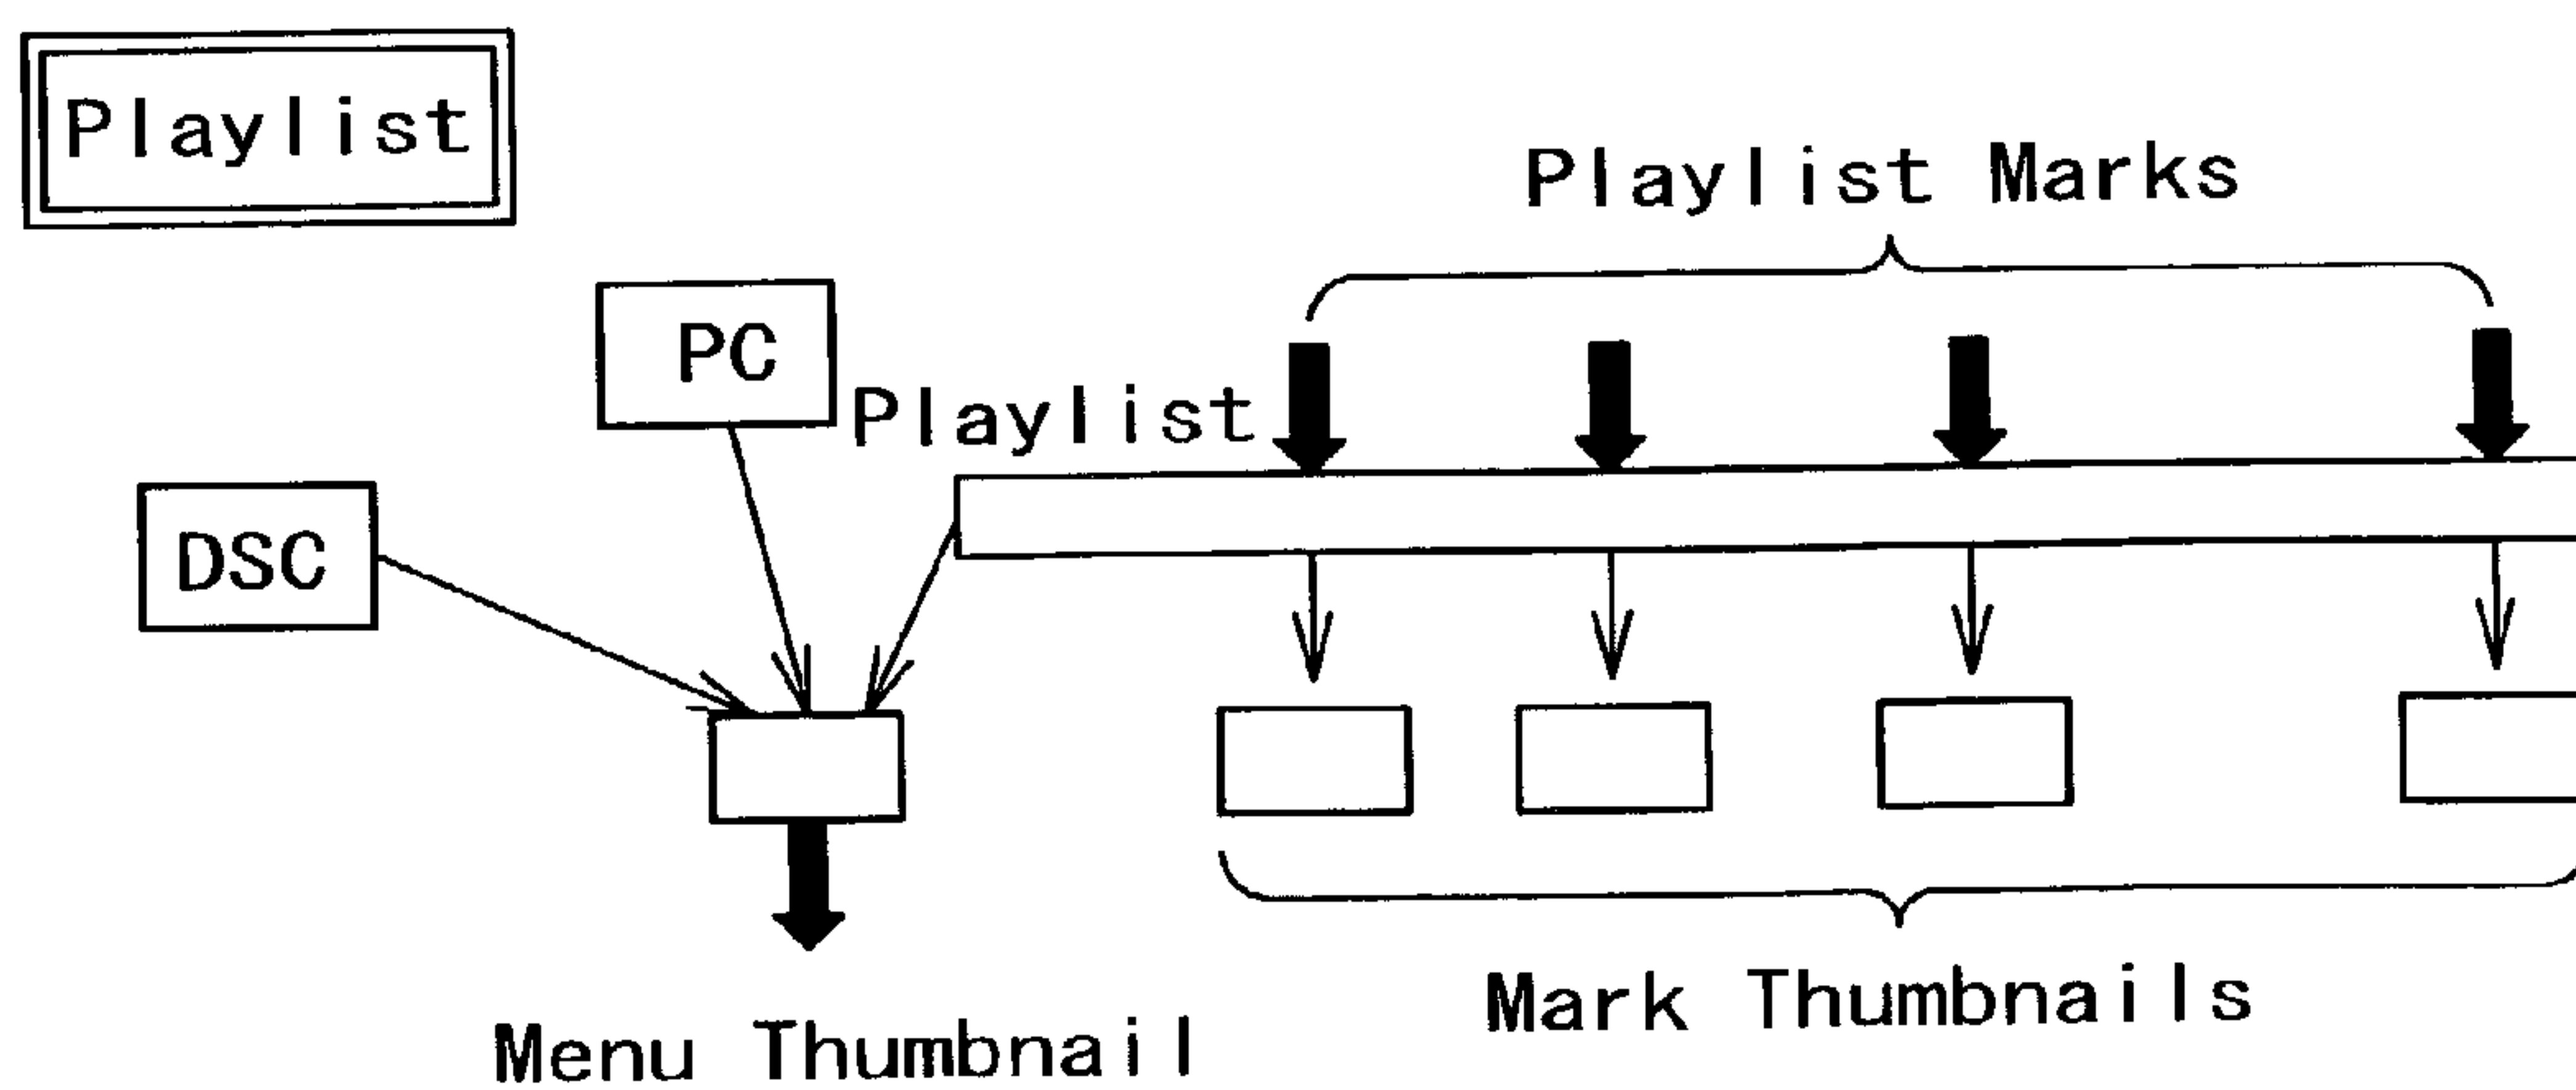 Playlist
Playlist Marks
PC
Playlist
DSC
Mark Thumbnails
Menu Thumbnail